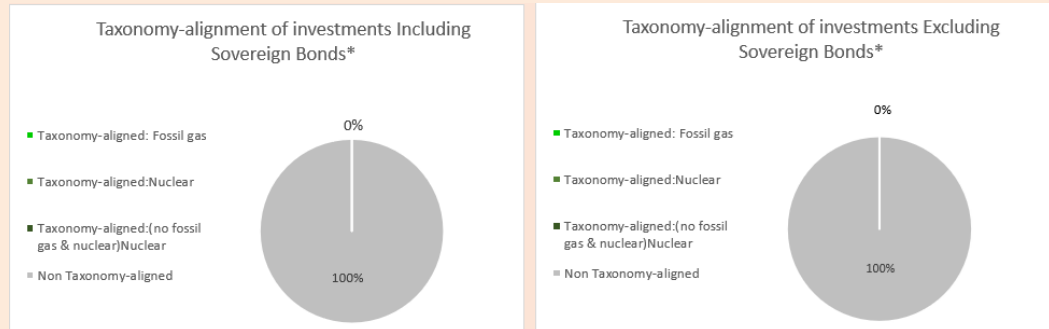 Taxonomy-alignment of investments Including
Sovereign Bonds*
Taxonomy-aligned: Fossil gas
Taxonomy-aligned:Nuclear
Taxonomy-aligned:(no fossil
gas & nuclear)Nuclear
Non Taxonomy-aligned
0%
100%
Taxonomy-alignment of investments Excluding
Sovereign Bonds*
Taxonomy-aligned: Fossil gas
Taxonomy-aligned:Nuclear
Taxonomy-aligned:(no fossil
gas & nuclear)Nuclear
Non Taxonomy-aligned
0%
100%